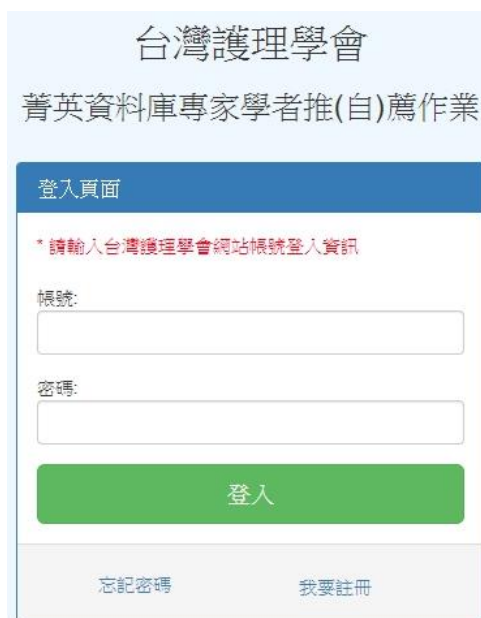 台灣護理學會
菁英資料庫專家學者推(自)薦作業
登入頁面
* 請輸入台灣護理學會網站帳號登入資訊
帳號:
密碼:
登入
忘記密碼 我要註冊